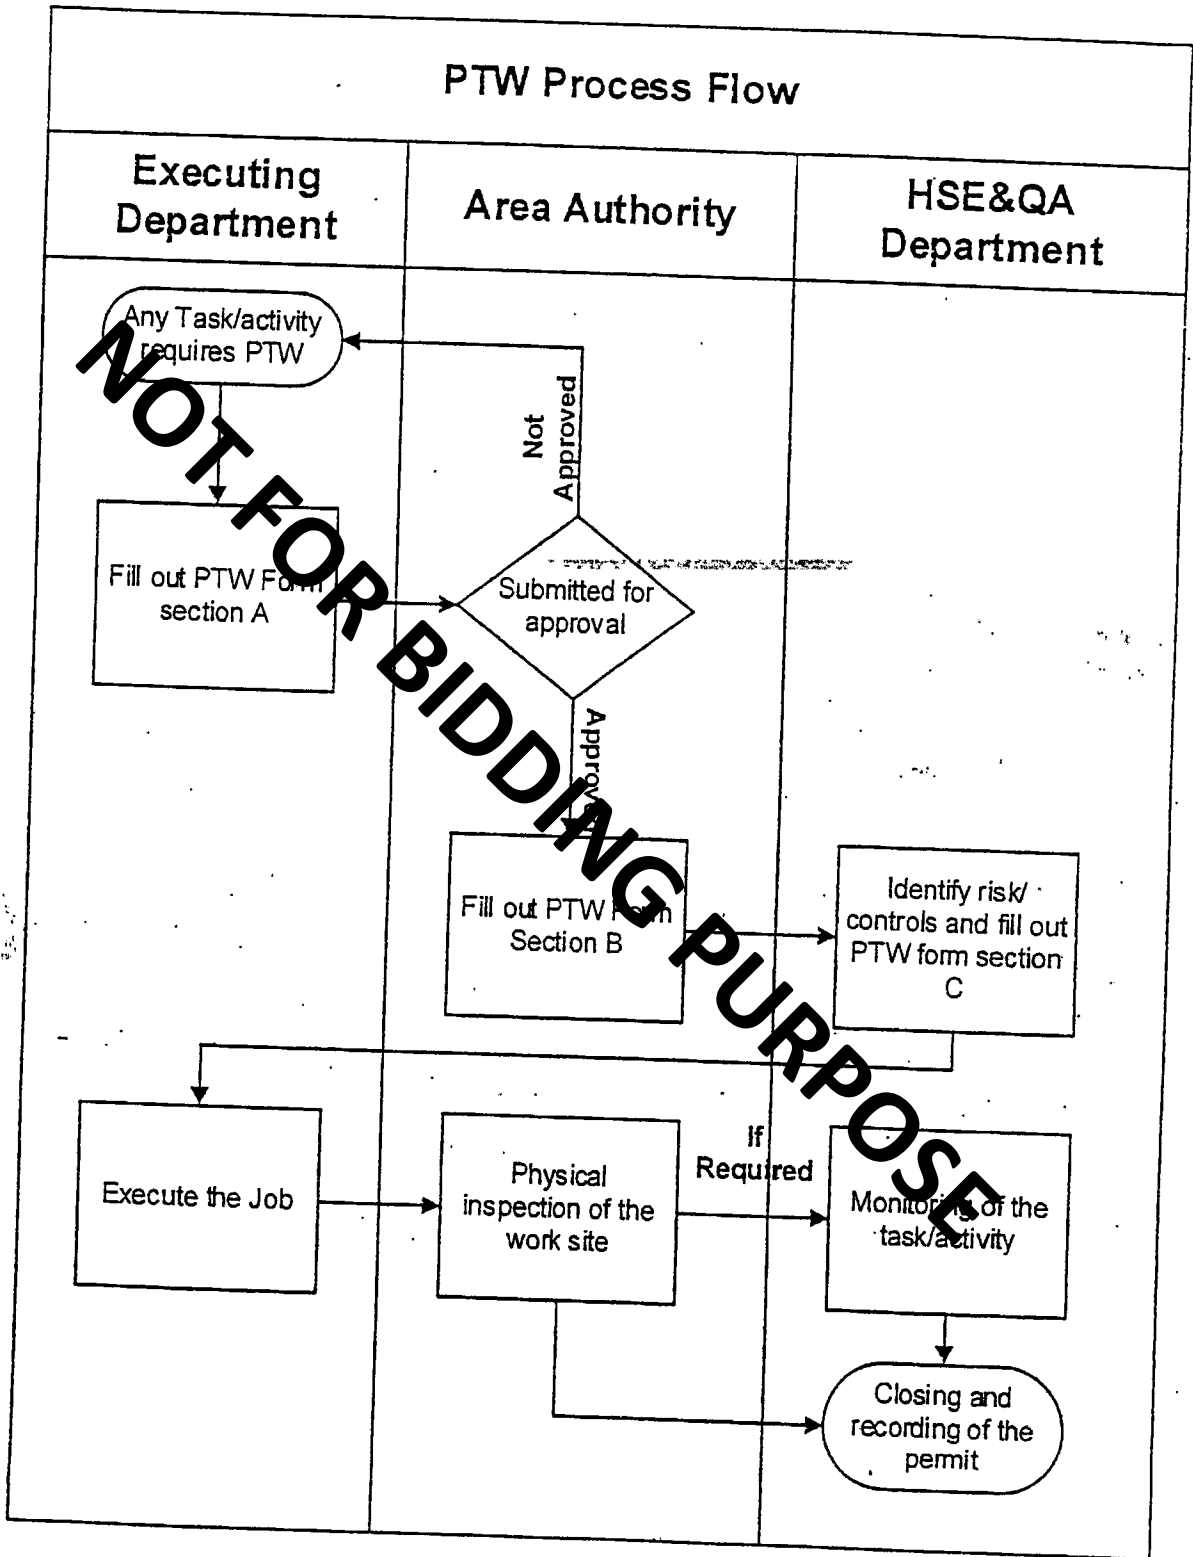 PTW Process Flow
Executing
Department
Area Authority
HSE&QA
Department
Any Task/activity
requires PTW
Not
Approved
Fill out PTW Form
section A
Submitted for
approval
Approved
Fill out PTW Form
Section B
Identify risk/
controls and fill out
PTW form section
C
Execute the Job
Physical
inspection of the
work site
If
Required
Monitoring of the
task/activity
Closing and
recording of the
permit
NOT FOR BIDDING PURPOSE